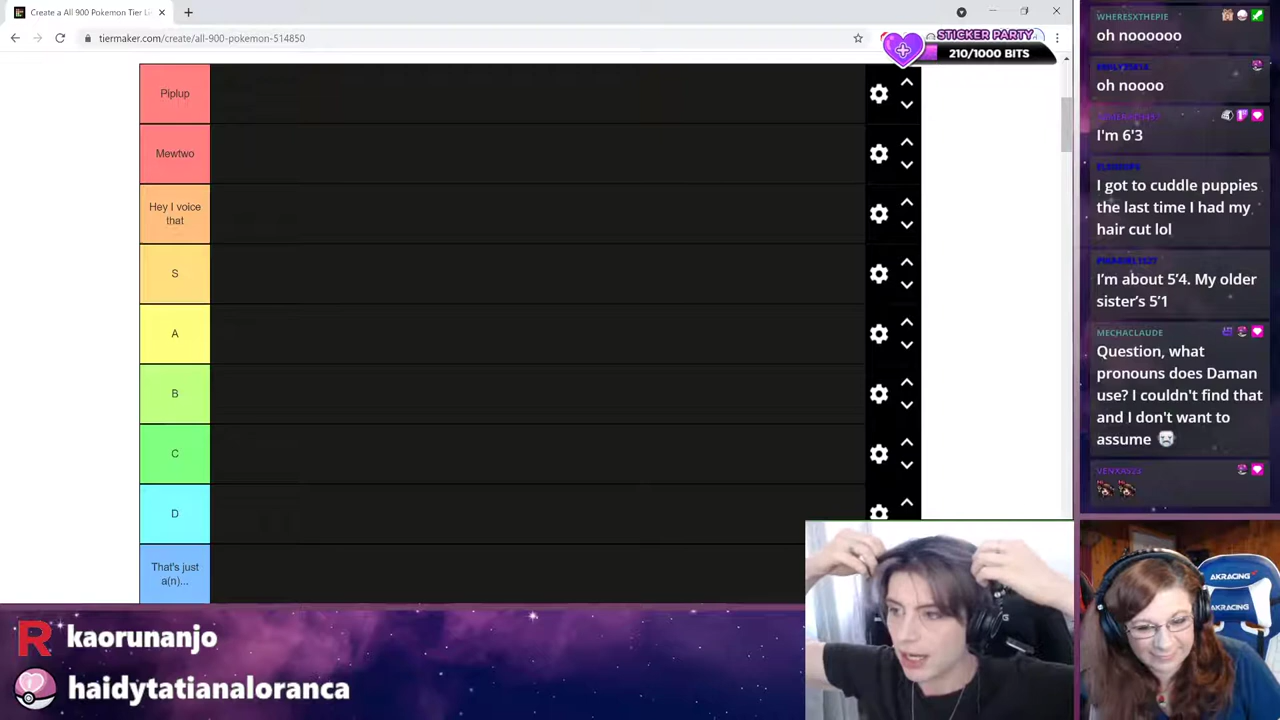 Create a All 900 Pokemon Tier Li
tiermaker.com/create/all-900-pokemon-514850
STICKER PARTY
210/1000 BITS
Piplup
Mewtwo
Hey I voice
that
S
A
B
C
D
That's just
a(n)...
WHERESXTHEPIE
oh noooooo
oh noooo
I'm 6'3
I got to cuddle puppies
the last time I had my
hair cut lol
I'm about 5'4. My older
sister's 5'1
MECHACLAUDE
Question, what
pronouns does Daman
use? I couldn't find that
and I don't want to
assume
AKRACING
AKRACING
R kaorunanjo
haidytatianaloranca